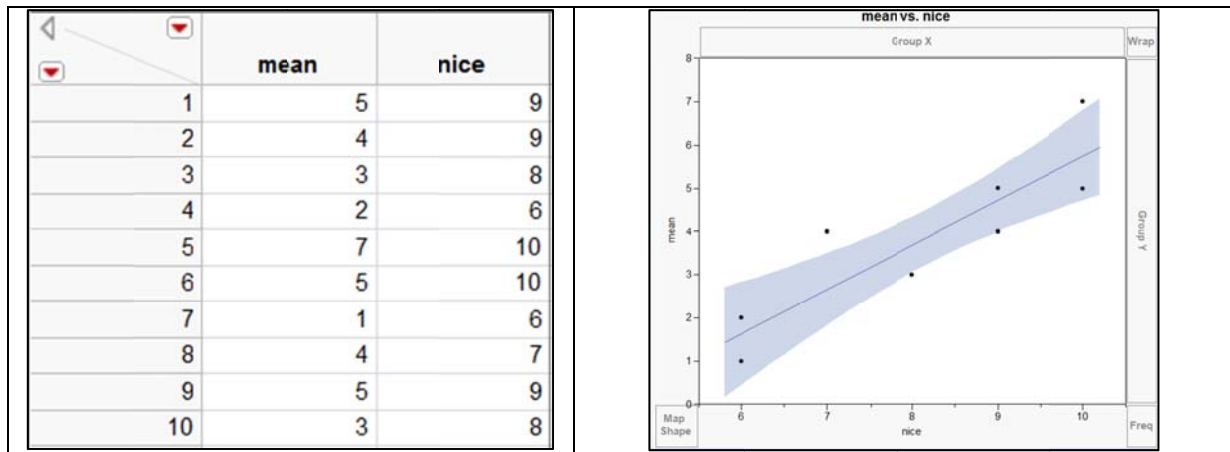 mean nice
1 5 9
2 4 9
3 3 8
4 2 6
5 7 10
6 5 10
7 1 6
8 4 7
9 5 9
10 3 8
mean vs. nice
Group X
Wrap
8
7
6
5
4
3
2
1
0
mean
Group Y
6 7 8 9 10
nice
Map
Shape
Freq